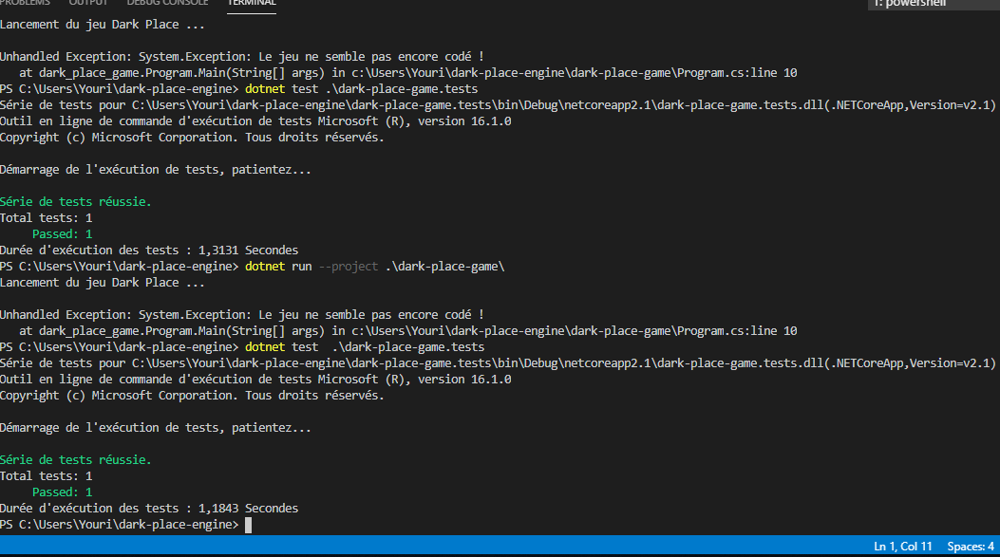 PROBLEMS OUTPUT DEBUG CONSOLE TERMINAL 1: powershell
Lancement du jeu Dark Place ...
Unhandled Exception: System.Exception: Le jeu ne semble pas encore codé !
at dark_place_game.Program.Main(String[] args) in c:\Users\Youri\dark-place-engine\dark-place-game\Program.cs:line 10
PS C:\Users\Youri\dark-place-engine> dotnet test .\dark-place-game.tests
Série de tests pour C:\Users\Youri\dark-place-engine\dark-place-game.tests\bin\Debug\netcoreapp2.1\dark-place-game.tests.dll(.NETCoreApp,Version=v2.1)
Outil en ligne de commande d'exécution de tests Microsoft (R), version 16.1.0
Copyright (c) Microsoft Corporation. Tous droits réservés.
Démarrage de l'exécution de tests, patientez...
Série de tests réussie.
Total tests: 1
Passed: 1
Durée d'exécution des tests : 1,3131 Secondes
PS C:\Users\Youri\dark-place-engine> dotnet run --project .\dark-place-game\
Lancement du jeu Dark Place ...
Unhandled Exception: System.Exception: Le jeu ne semble pas encore codé !
at dark_place_game.Program.Main(String[] args) in c:\Users\Youri\dark-place-engine\dark-place-game\Program.cs:line 10
PS C:\Users\Youri\dark-place-engine> dotnet test  .\dark-place-game.tests
Série de tests pour C:\Users\Youri\dark-place-engine\dark-place-game.tests\bin\Debug\netcoreapp2.1\dark-place-game.tests.dll(.NETCoreApp,Version=v2.1)
Outil en ligne de commande d'exécution de tests Microsoft (R), version 16.1.0
Copyright (c) Microsoft Corporation. Tous droits réservés.
Démarrage de l'exécution de tests, patientez...
Série de tests réussie.
Total tests: 1
Passed: 1
Durée d'exécution des tests : 1,1843 Secondes
PS C:\Users\Youri\dark-place-engine>
Ln 1, Col 11 Spaces: 4